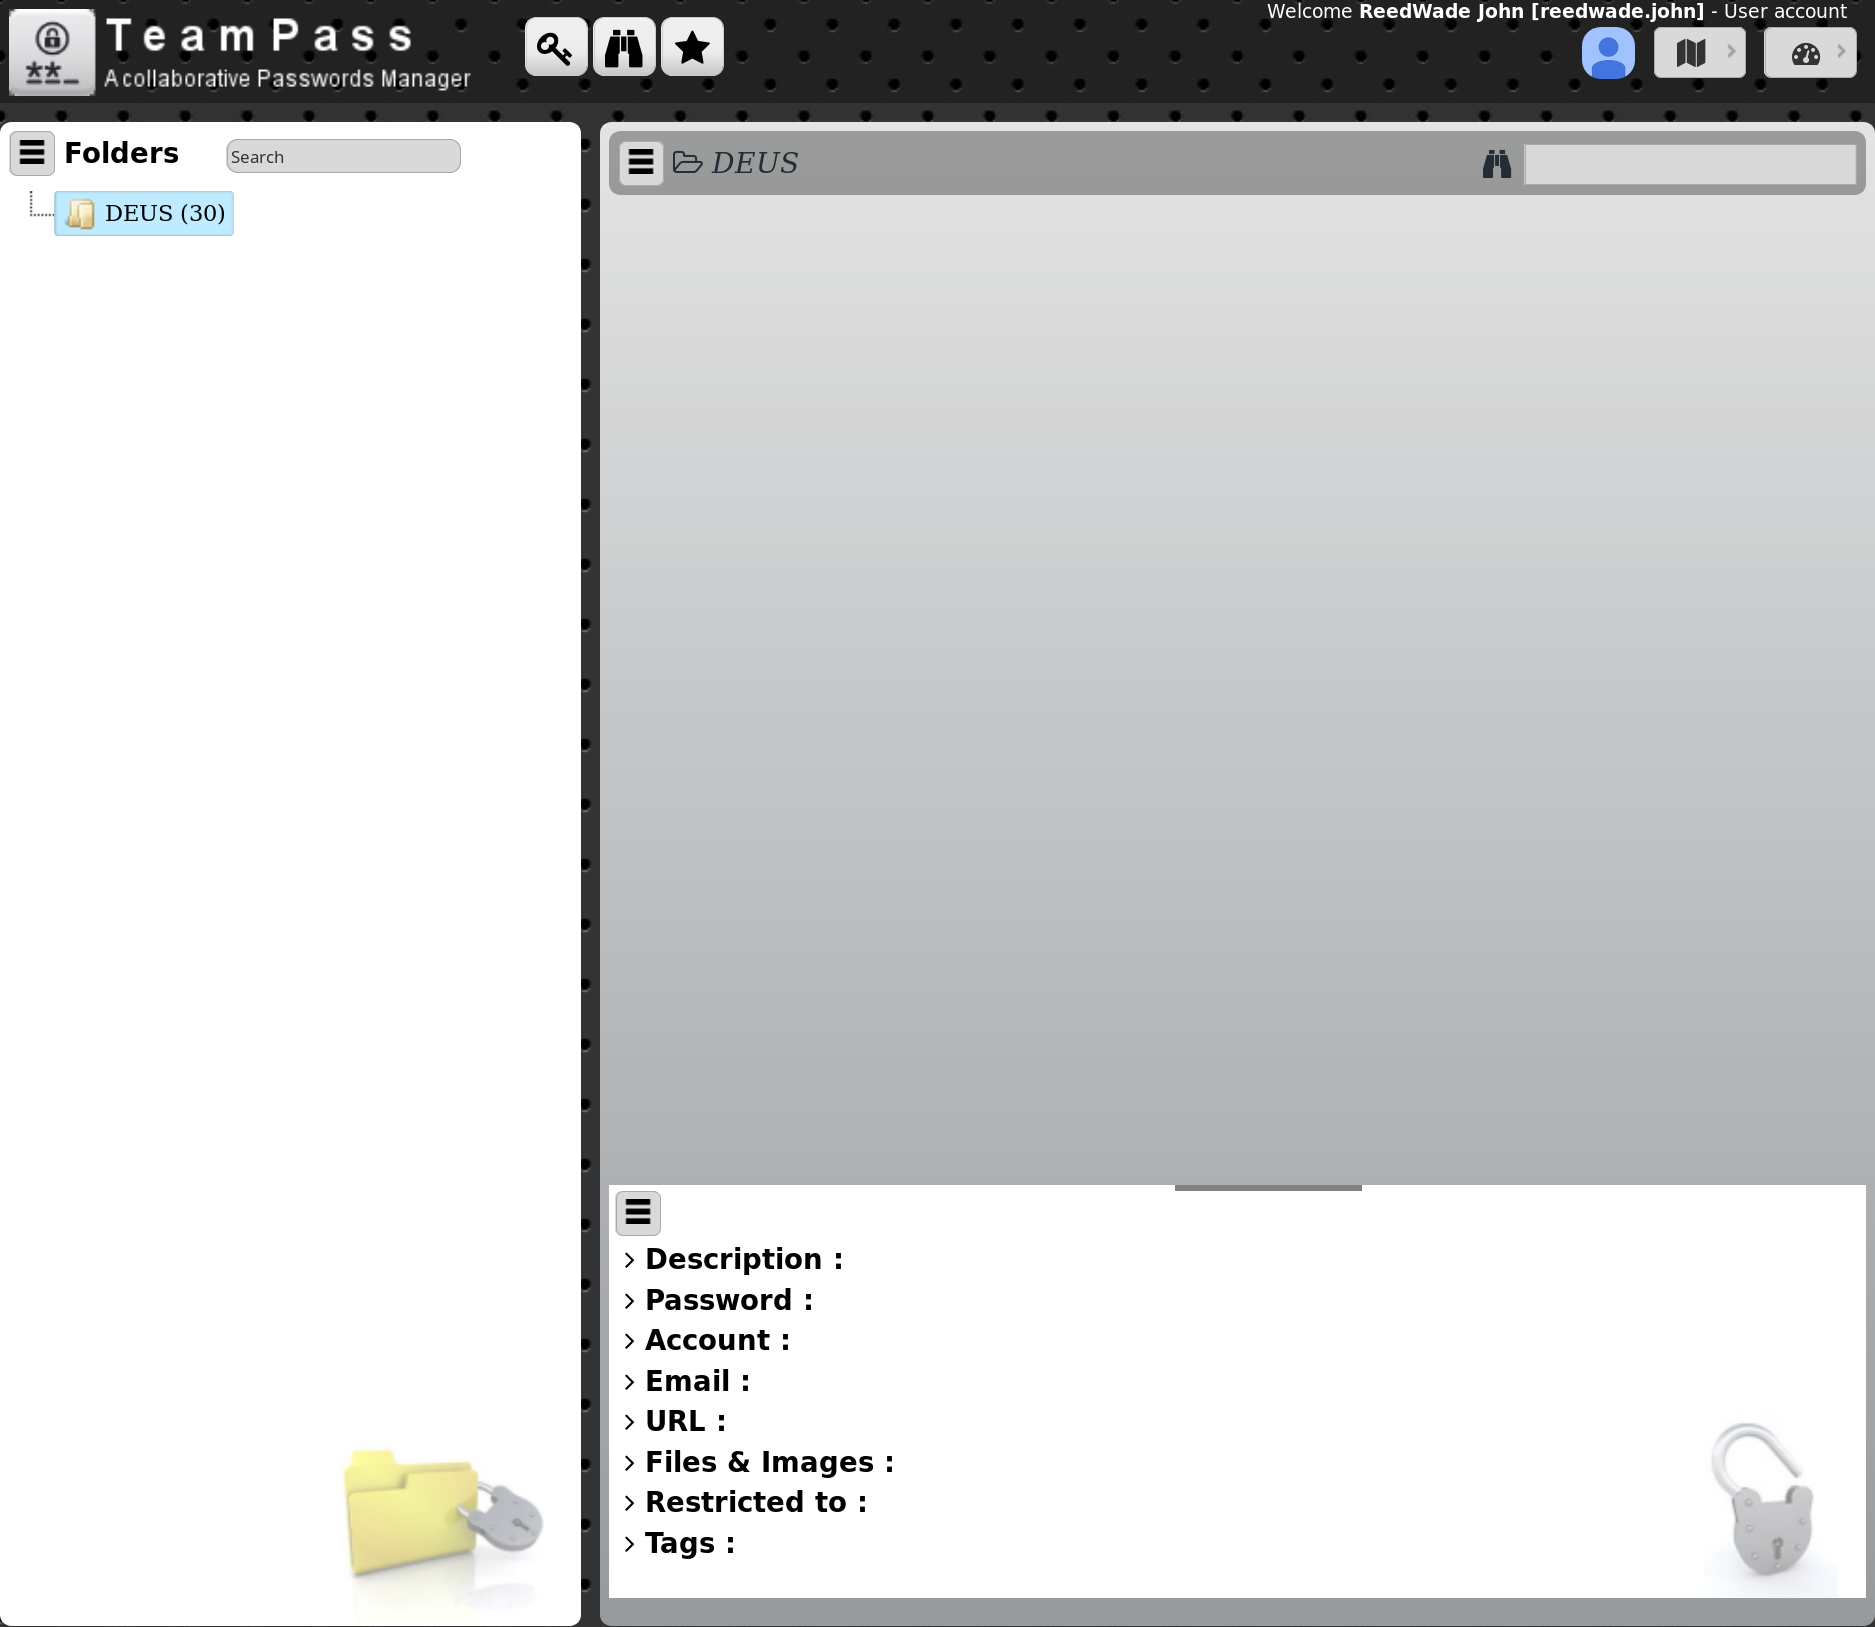 Welcome ReedWade John [reedwade.john] - User account
TeamPass
A collaborative Passwords Manager
Folders
Search
DEUS (30)
DEUS
Description :
Password :
Account :
Email :
URL :
Files & Images :
Restricted to :
Tags :